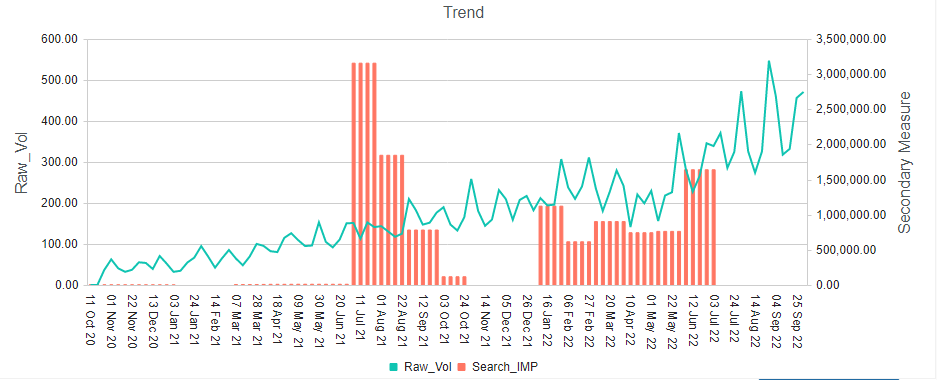 Trend
600.00
500.00
400.00
300.00
200.00
100.00
0.00
Raw_Vol
3,500,000.00
3,000,000.00
2,500,000.00
2,000,000.00
1,500,000.00
1,000,000.00
500,000.00
0.00
Secondary Measure
11 Oct 20
01 Nov 20
22 Nov 20
13 Dec 20
03 Jan 21
24 Jan 21
14 Feb 21
07 Mar 21
28 Mar 21
18 Apr 21
09 May 21
30 May 21
20 Jun 21
11 Jul 21
01 Aug 21
22 Aug 21
12 Sep 21
03 Oct 21
24 Oct 21
14 Nov 21
05 Dec 21
26 Dec 21
16 Jan 22
06 Feb 22
27 Feb 22
20 Mar 22
10 Apr 22
01 May 22
22 May 22
12 Jun 22
03 Jul 22
24 Jul 22
14 Aug 22
04 Sep 22
25 Sep 22
Raw_Vol Search_IMP